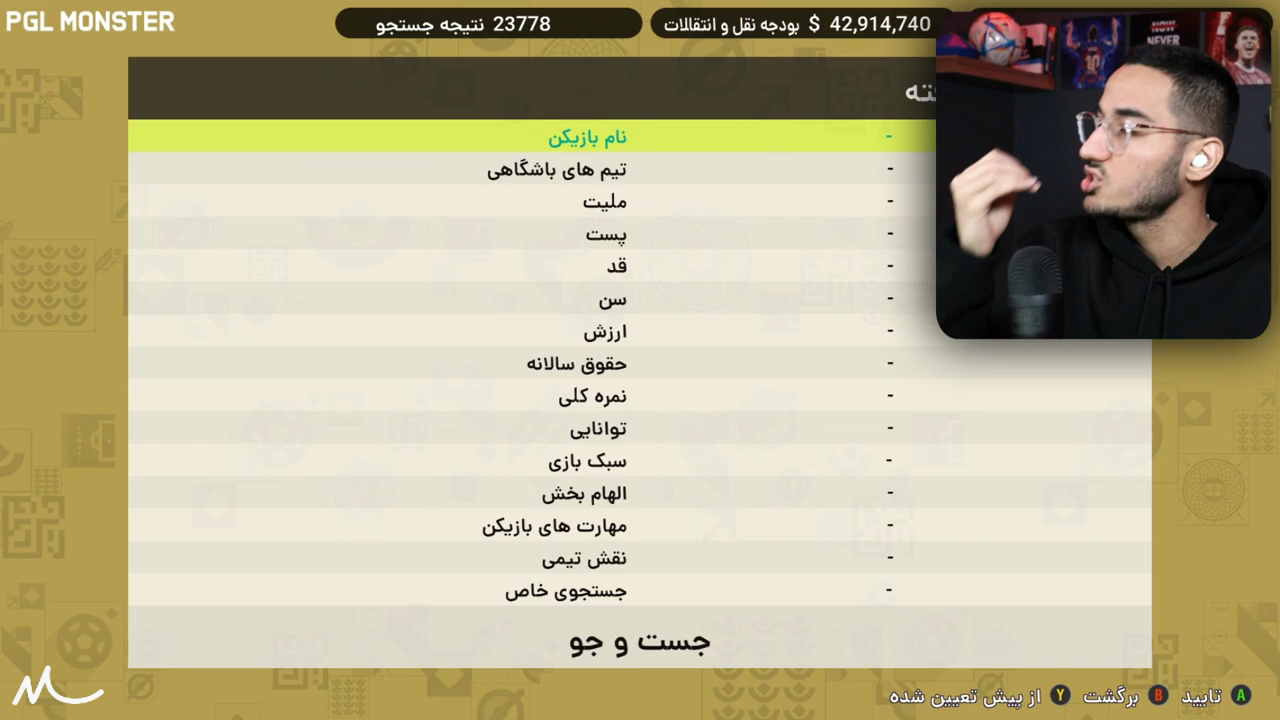 PGL MONSTER
23778 نتیجه جستجو
بودجه نقل و انتقالات $ 42,914,740
NOW
NEVER
نام بازیکن -
تیم های باشگاهی -
ملیت -
پست -
قد -
سن -
ارزش -
حقوق سالانه -
نمره کلی -
توانایی -
سبک بازی -
الهام بخش -
مهارت های بازیکن -
نقش تیمی -
جستجوی خاص -
جست و جو
A تایید B برگشت Y از پیش تعیین شده